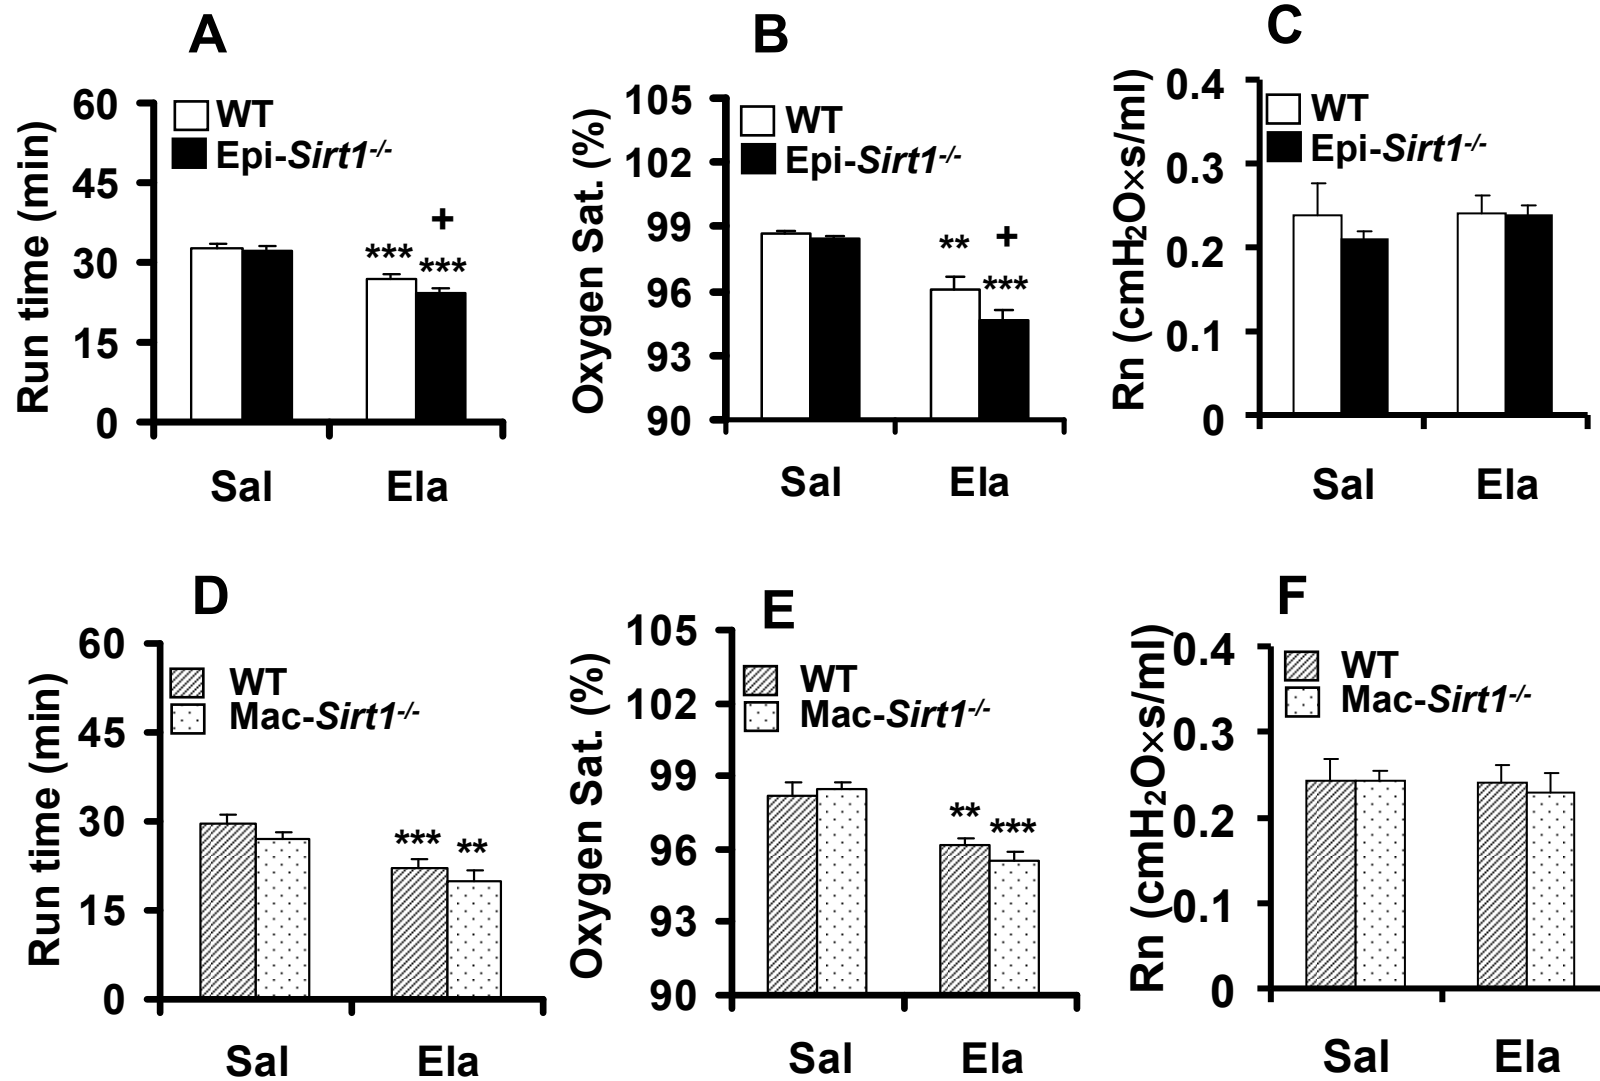 A
Run time (min)
60
45
30
15
0
WT
Epi-Sirt1-/-
+
*** ***
Sal Ela
B
Oxygen Sat. (%)
105
102
99
96
93
90
WT
Epi-Sirt1-/-
** +
***
Sal Ela
C
Rn (cmH2O×s/ml)
0.4
0.3
0.2
0.1
0
WT
Epi-Sirt1-/-
Sal Ela
D
Run time (min)
60
45
30
15
0
WT
Mac-Sirt1-/-
*** **
Sal Ela
E
Oxygen Sat. (%)
105
102
99
96
93
90
WT
Mac-Sirt1-/-
** ***
Sal Ela
F
Rn (cmH2O×s/ml)
0.4
0.3
0.2
0.1
0
WT
Mac-Sirt1-/-
Sal Ela